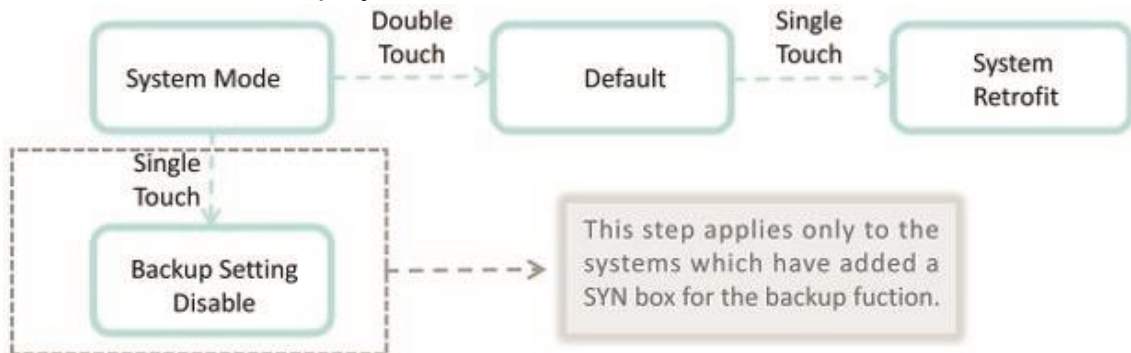 Double
Touch
Single
Touch
System Mode
Default
System
Retrofit
Single
Touch
Backup Setting
Disable
This step applies only to the
systems which have added a
SYN box for the backup fuction.